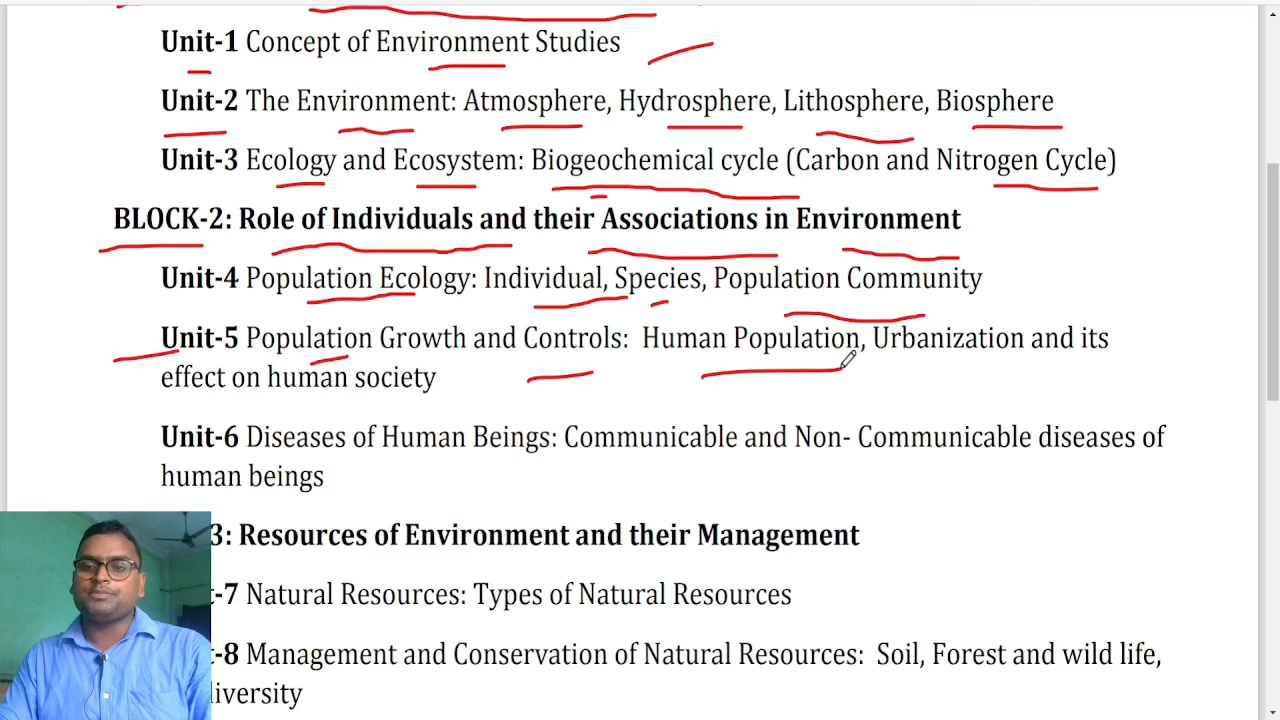 Unit-1 Concept of Environment Studies
Unit-2 The Environment: Atmosphere, Hydrosphere, Lithosphere, Biosphere
Unit-3 Ecology and Ecosystem: Biogeochemical cycle (Carbon and Nitrogen Cycle)
BLOCK-2: Role of Individuals and their Associations in Environment
Unit-4 Population Ecology: Individual, Species, Population Community
Unit-5 Population Growth and Controls: Human Population, Urbanization and its
effect on human society
Unit-6 Diseases of Human Beings: Communicable and Non- Communicable diseases of
human beings
3: Resources of Environment and their Management
t-7 Natural Resources: Types of Natural Resources
t-8 Management and Conservation of Natural Resources: Soil, Forest and wild life,
diversity